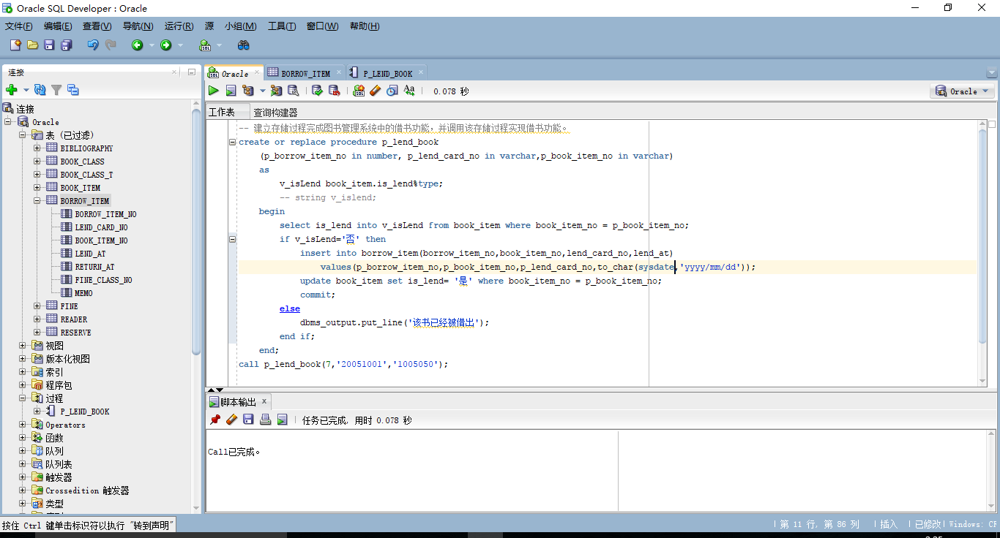 Oracle SQL Developer : Oracle
文件(F) 编辑(E) 查看(V) 导航(N) 运行(R) 源 小组(M) 工具(T) 窗口(W) 帮助(H)
连接
Oracle BORROW_ITEM P_LEND_BOOK
0.078 秒 Oracle
工作表 查询构建器
连接
Oracle
表 (已过滤)
BIBLIOGRAPHY
BOOK_CLASS
BOOK_CLASS_T
BOOK_ITEM
BORROW_ITEM
BORROW_ITEM_NO
LEND_CARD_NO
BOOK_ITEM_NO
LEND_AT
RETURN_AT
FINE_CLASS_NO
MEMO
FINE
READER
RESERVE
视图
版本化视图
索引
程序包
过程
P_LEND_BOOK
Operators
函数
队列
队列表
触发器
Crossedition 触发器
类型
-- 建立存储过程完成图书管理系统中的借书功能，并调用该存储过程实现借书功能。
create or replace procedure p_lend_book
(p_borrow_item_no in number, p_lend_card_no in varchar,p_book_item_no in varchar)
as
v_isLend book_item.is_lend%type;
-- string v_islend;
begin
select is_lend into v_isLend from book_item where book_item_no = p_book_item_no;
if v_isLend='否' then
insert into borrow_item(borrow_item_no,book_item_no,lend_card_no,lend_at)
values(p_borrow_item_no,p_book_item_no,p_lend_card_no,to_char(sysdate,'yyyy/mm/dd'));
update book_item set is_lend= '是' where book_item_no = p_book_item_no;
commit;
else
dbms_output.put_line('该书已经被借出');
end if;
end;
call p_lend_book(7,'20051001','1005050');
脚本输出
任务已完成, 用时 0.078 秒
Call已完成。
按住 Ctrl 键单击标识符以执行 "转到声明"
第 11 行, 第 86 列 插入 已修改 Windows: CF